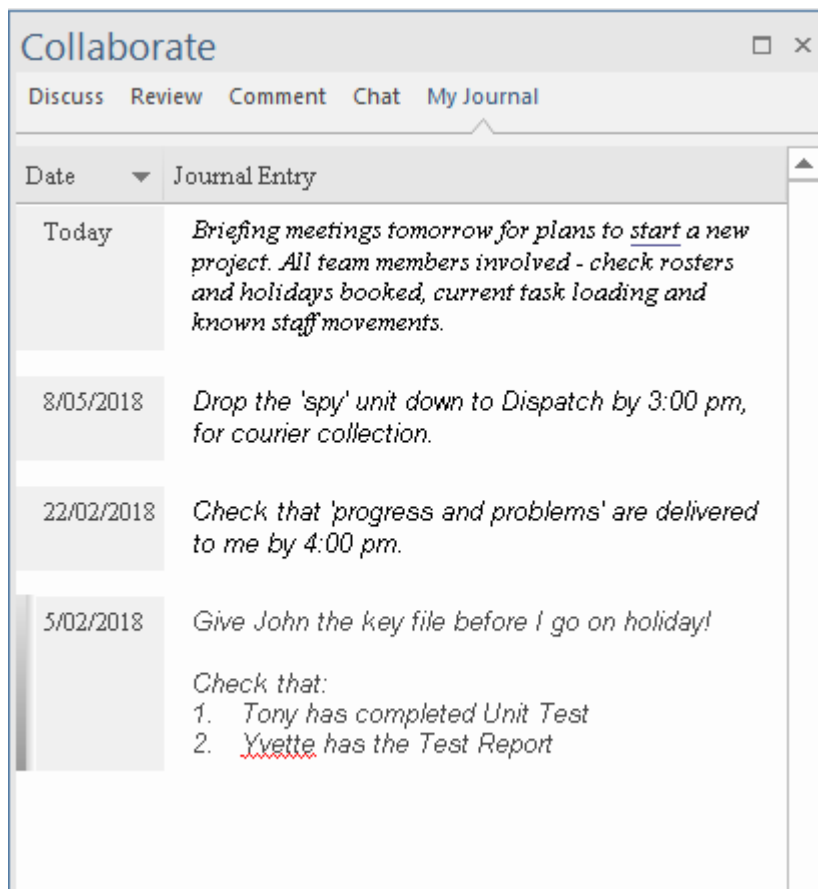 Collaborate
Discuss Review Comment Chat My Journal
Date Journal Entry
Today Briefing meetings tomorrow for plans to start a new
project. All team members involved - check rosters
and holidays booked, current task loading and
known staff movements.
8/05/2018 Drop the 'spy' unit down to Dispatch by 3:00 pm,
for courier collection.
22/02/2018 Check that 'progress and problems' are delivered
to me by 4:00 pm.
5/02/2018 Give John the key file before I go on holiday!
Check that:
1. Tony has completed Unit Test
2. Yvette has the Test Report